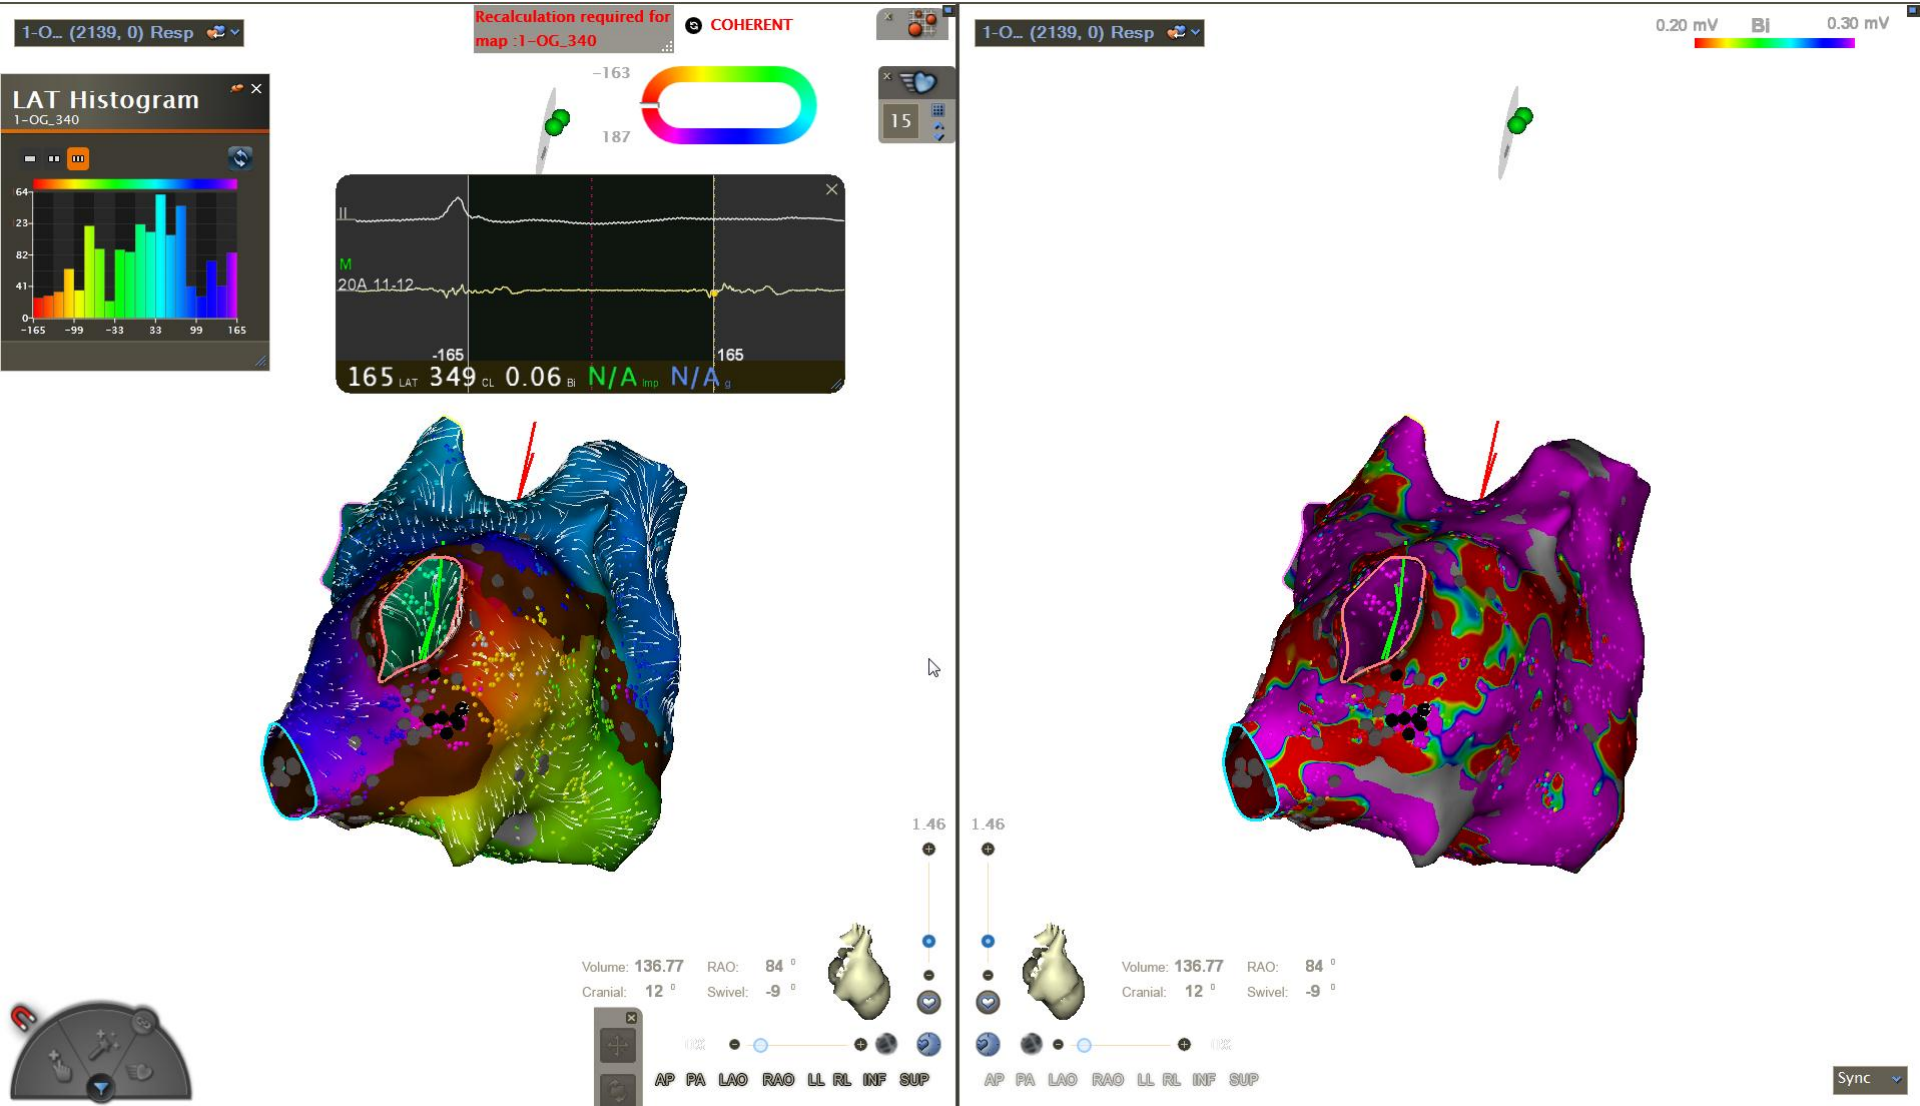 1-O... (2139, 0) Resp
Recalculation required for
map :1-OG_340
COHERENT
-163
187
15
LAT Histogram
1-OG_340
64
23
82
41
0
-165 -99 -33 33 99 165
II
M
20A 11-12
-165
165
165 LAT 349 CL 0.06 Bi N/A Imp N/A g
1.46
Volume: 136.77 RAO: 84 °
Cranial: 12 ° Swivel: -9 °
AP PA LAO RAO LL RL INF SUP
1-O... (2139, 0) Resp
0.20 mV Bi 0.30 mV
1.46
Volume: 136.77 RAO: 84 °
Cranial: 12 ° Swivel: -9 °
AP PA LAO RAO LL RL INF SUP
Sync